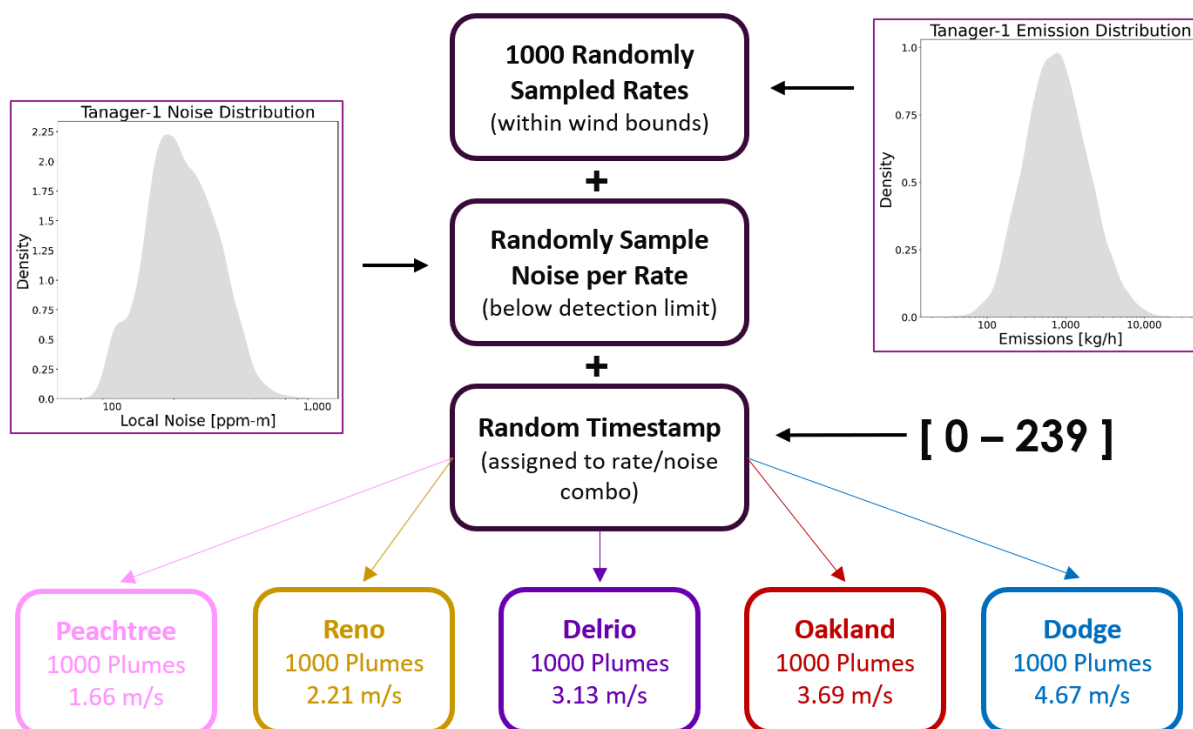 1000 Randomly
Sampled Rates
(within wind bounds)
Tanager-1 Emission Distribution
1.0
0.75
0.5
0.25
0.0
Density
100
1,000
10,000
Emissions [kg/h]
Tanager-1 Noise Distribution
2.25
2.0
1.75
1.5
1.25
1.0
0.75
0.5
0.25
0.0
Density
100
1,000
Local Noise [ppm-m]
+
Randomly Sample
Noise per Rate
(below detection limit)
+
Random Timestamp
(assigned to rate/noise
combo)
[ 0 – 239 ]
Peachtree
1000 Plumes
1.66 m/s
Reno
1000 Plumes
2.21 m/s
Delrio
1000 Plumes
3.13 m/s
Oakland
1000 Plumes
3.69 m/s
Dodge
1000 Plumes
4.67 m/s